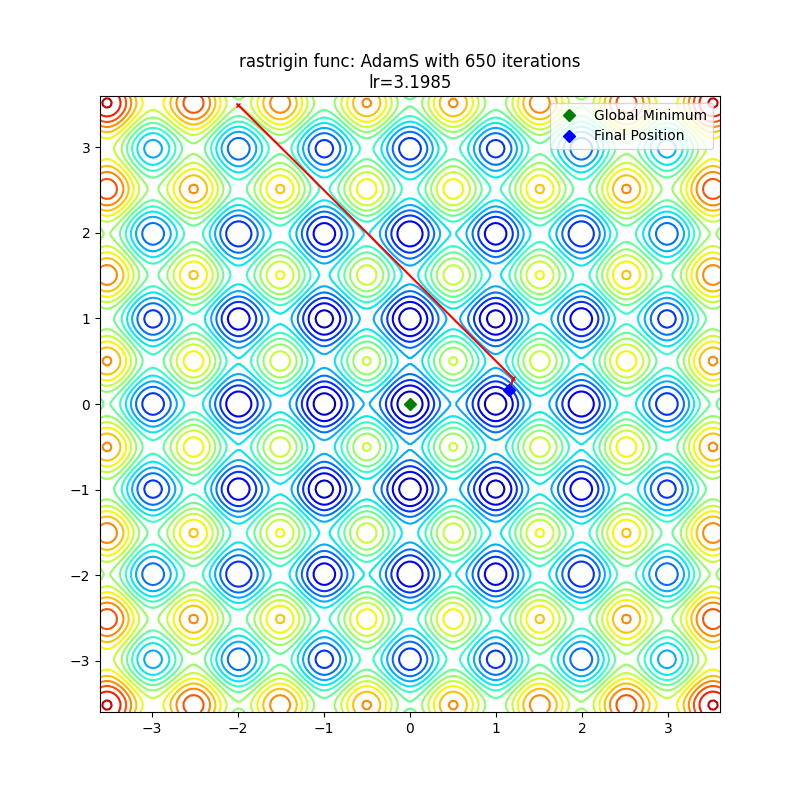 rastrigin func: AdamS with 650 iterations
lr=3.1985
Global Minimum
Final Position
3
2
1
0
−1
−2
−3
−3 −2 −1 0 1 2 3